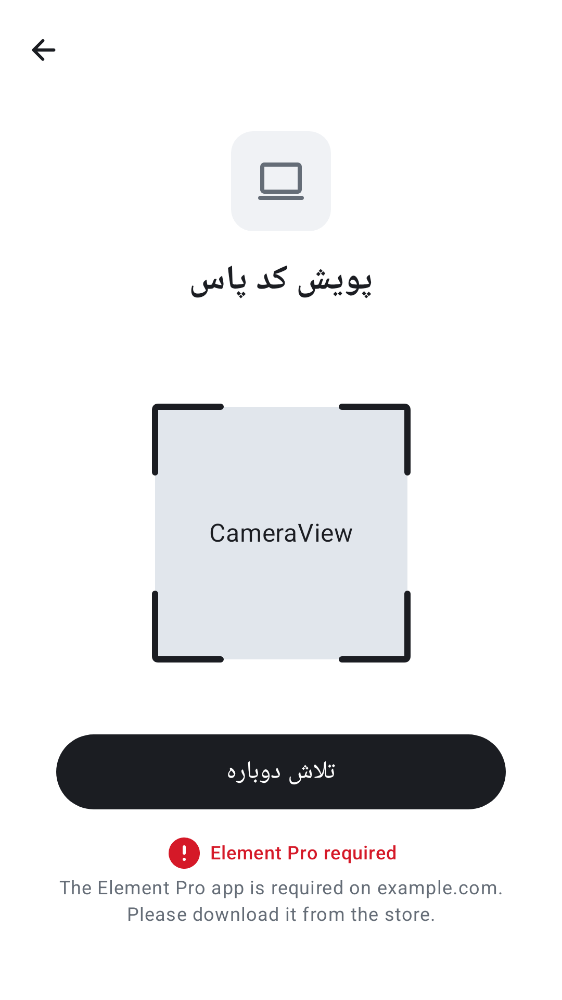 پویش کد پاس
CameraView
تلاش دوباره
Element Pro required
The Element Pro app is required on example.com.
Please download it from the store.